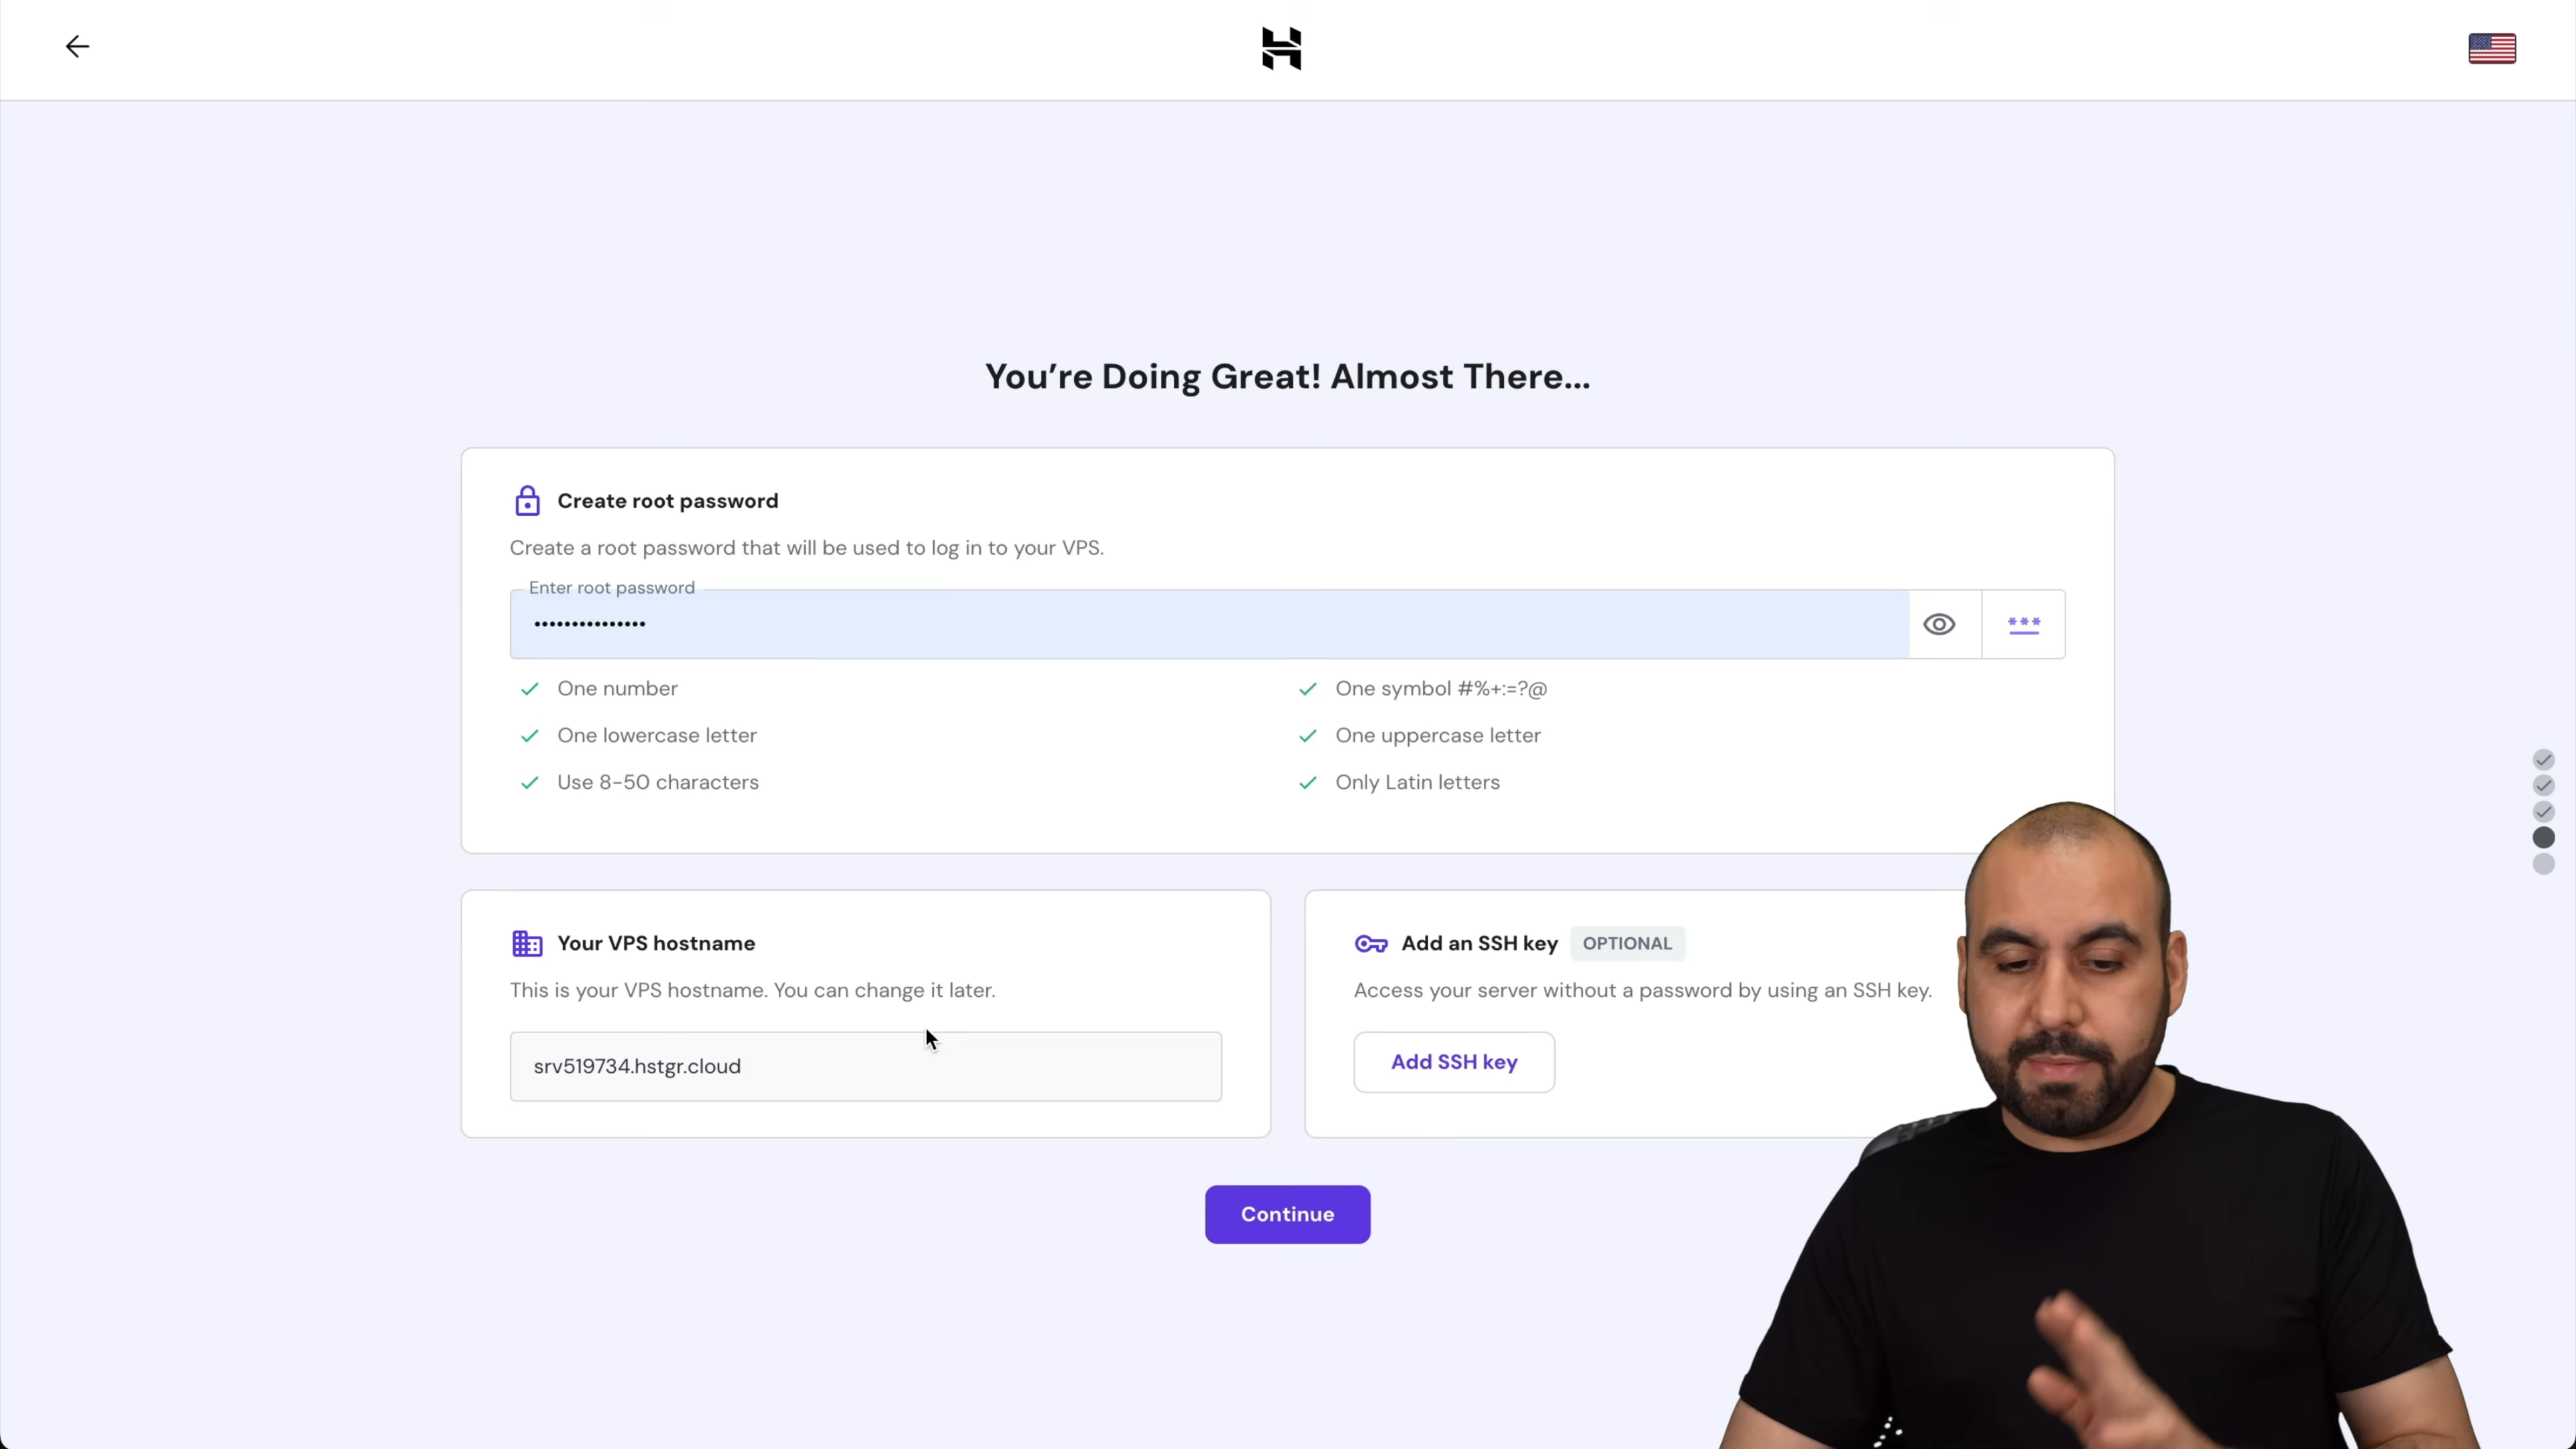 You're Doing Great! Almost There...
Create root password
Create a root password that will be used to log in to your VPS.
Enter root password
•••••••••••••••
***
One number
One symbol #%+:=?@
One lowercase letter
One uppercase letter
Use 8-50 characters
Only Latin letters
Your VPS hostname
This is your VPS hostname. You can change it later.
srv519734.hstgr.cloud
Add an SSH key OPTIONAL
Access your server without a password by using an SSH key.
Add SSH key
Continue